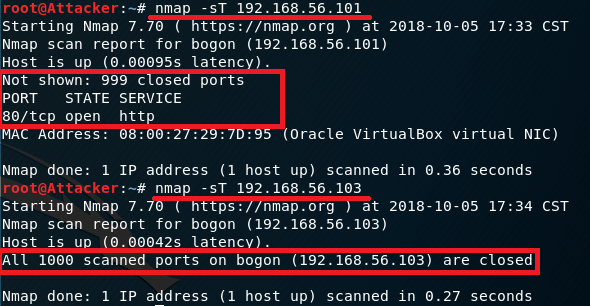 root@Attacker:~# nmap -sT 192.168.56.101
Starting Nmap 7.70 ( https://nmap.org ) at 2018-10-05 17:33 CST
Nmap scan report for bogon (192.168.56.101)
Host is up (0.00095s latency).
Not shown: 999 closed ports
PORT   STATE SERVICE
80/tcp open  http
MAC Address: 08:00:27:29:7D:95 (Oracle VirtualBox virtual NIC)
Nmap done: 1 IP address (1 host up) scanned in 0.36 seconds
root@Attacker:~# nmap -sT 192.168.56.103
Starting Nmap 7.70 ( https://nmap.org ) at 2018-10-05 17:34 CST
Nmap scan report for bogon (192.168.56.103)
Host is up (0.00042s latency).
All 1000 scanned ports on bogon (192.168.56.103) are closed
Nmap done: 1 IP address (1 host up) scanned in 0.27 seconds